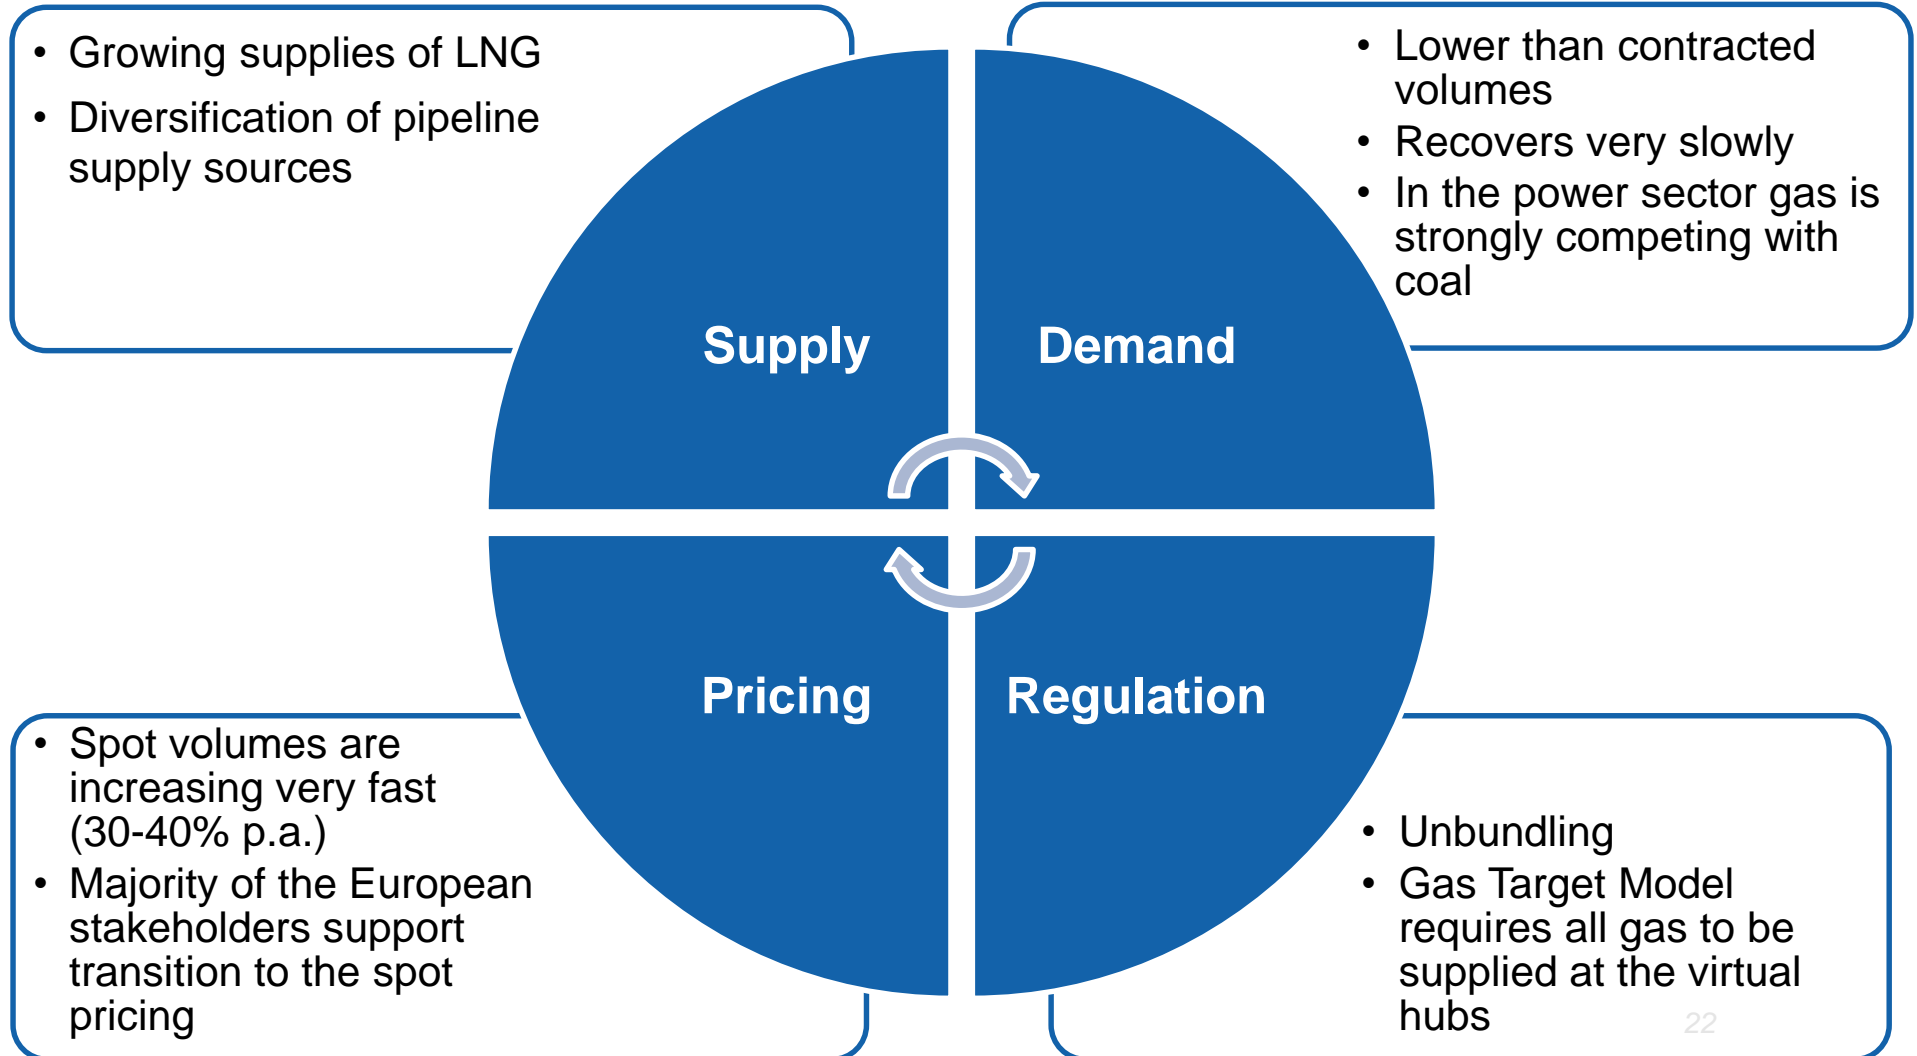 • Growing supplies of LNG
• Diversification of pipeline
supply sources
• Lower than contracted
volumes
• Recovers very slowly
• In the power sector gas is
strongly competing with
coal
Supply
Demand
Pricing
Regulation
• Spot volumes are
increasing very fast
(30-40% p.a.)
• Majority of the European
stakeholders support
transition to the spot
pricing
• Unbundling
• Gas Target Model
requires all gas to be
supplied at the virtual
hubs
22